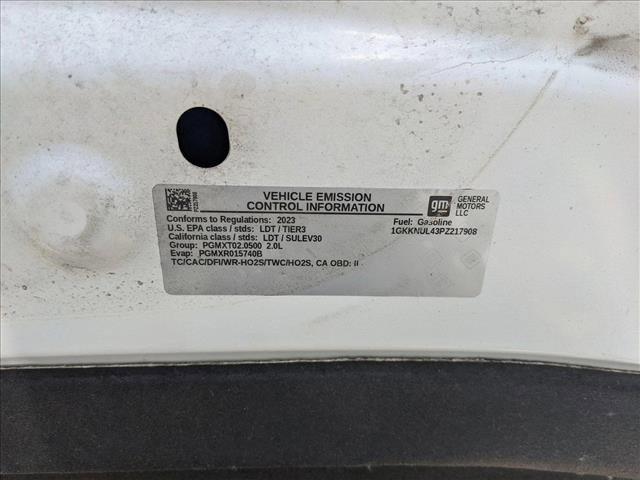 VEHICLE EMISSION
CONTROL INFORMATION
gm
GENERAL
MOTORS
LLC
Conforms to Regulations: 2023
Fuel: Gasoline
U.S. EPA class / stds: LDT / TIER3
1GKKNUL43PZ217908
California class / stds: LDT / SULEV30
Group: PGMXT02.0500 2.0L
Evap: PGMXR015740B
TC/CAC/DFI/WR-HO2S/TWC/HO2S, CA OBD: II